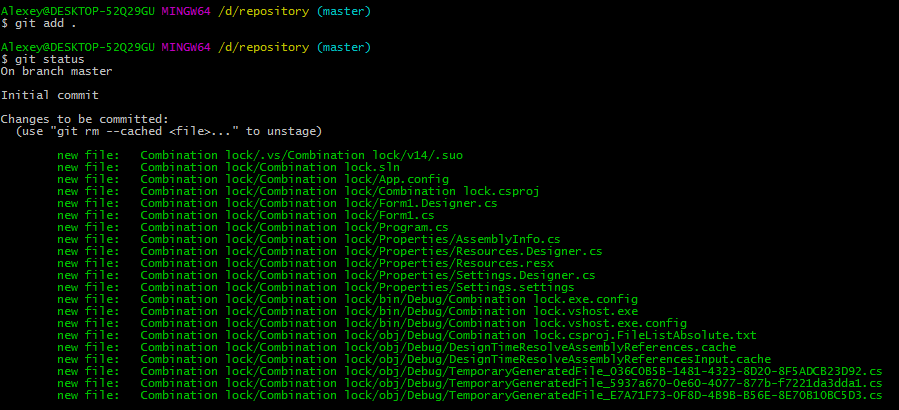 Alexey@DESKTOP-52Q29GU MINGW64 /d/repository (master)
$ git add .
Alexey@DESKTOP-52Q29GU MINGW64 /d/repository (master)
$ git status
On branch master
Initial commit
Changes to be committed:
  (use "git rm --cached <file>..." to unstage)
        new file:   Combination lock/.vs/Combination lock/v14/.suo
        new file:   Combination lock/Combination lock.sln
        new file:   Combination lock/Combination lock/App.config
        new file:   Combination lock/Combination lock/Combination lock.csproj
        new file:   Combination lock/Combination lock/Form1.Designer.cs
        new file:   Combination lock/Combination lock/Form1.cs
        new file:   Combination lock/Combination lock/Program.cs
        new file:   Combination lock/Combination lock/Properties/AssemblyInfo.cs
        new file:   Combination lock/Combination lock/Properties/Resources.Designer.cs
        new file:   Combination lock/Combination lock/Properties/Resources.resx
        new file:   Combination lock/Combination lock/Properties/Settings.Designer.cs
        new file:   Combination lock/Combination lock/Properties/Settings.settings
        new file:   Combination lock/Combination lock/bin/Debug/Combination lock.exe.config
        new file:   Combination lock/Combination lock/bin/Debug/Combination lock.vshost.exe
        new file:   Combination lock/Combination lock/bin/Debug/Combination lock.vshost.exe.config
        new file:   Combination lock/Combination lock/obj/Debug/Combination lock.csproj.FileListAbsolute.txt
        new file:   Combination lock/Combination lock/obj/Debug/DesignTimeResolveAssemblyReferences.cache
        new file:   Combination lock/Combination lock/obj/Debug/DesignTimeResolveAssemblyReferencesInput.cache
        new file:   Combination lock/Combination lock/obj/Debug/TemporaryGeneratedFile_036C0B5B-1481-4323-8D20-8F5ADCB23D92.cs
        new file:   Combination lock/Combination lock/obj/Debug/TemporaryGeneratedFile_5937a670-0e60-4077-877b-f7221da3dda1.cs
        new file:   Combination lock/Combination lock/obj/Debug/TemporaryGeneratedFile_E7A71F73-0F8D-4B9B-B56E-8E70B10BC5D3.cs